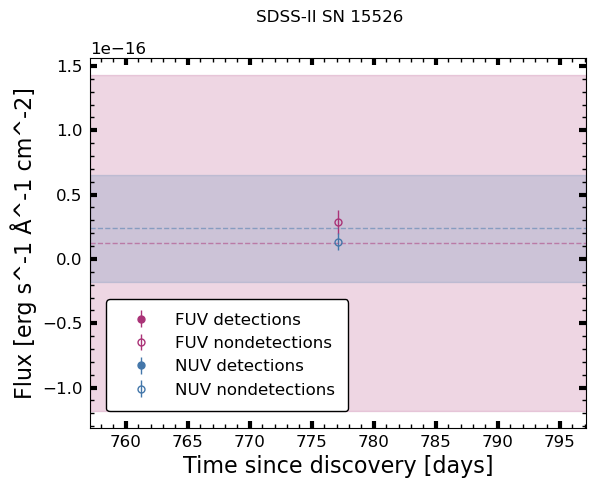 SDSS-II SN 15526
1e−16
1.5
1.0
0.5
0.0
−0.5
−1.0
Flux [erg s^-1 Å^-1 cm^-2]
FUV detections
FUV nondetections
NUV detections
NUV nondetections
760 765 770 775 780 785 790 795
Time since discovery [days]